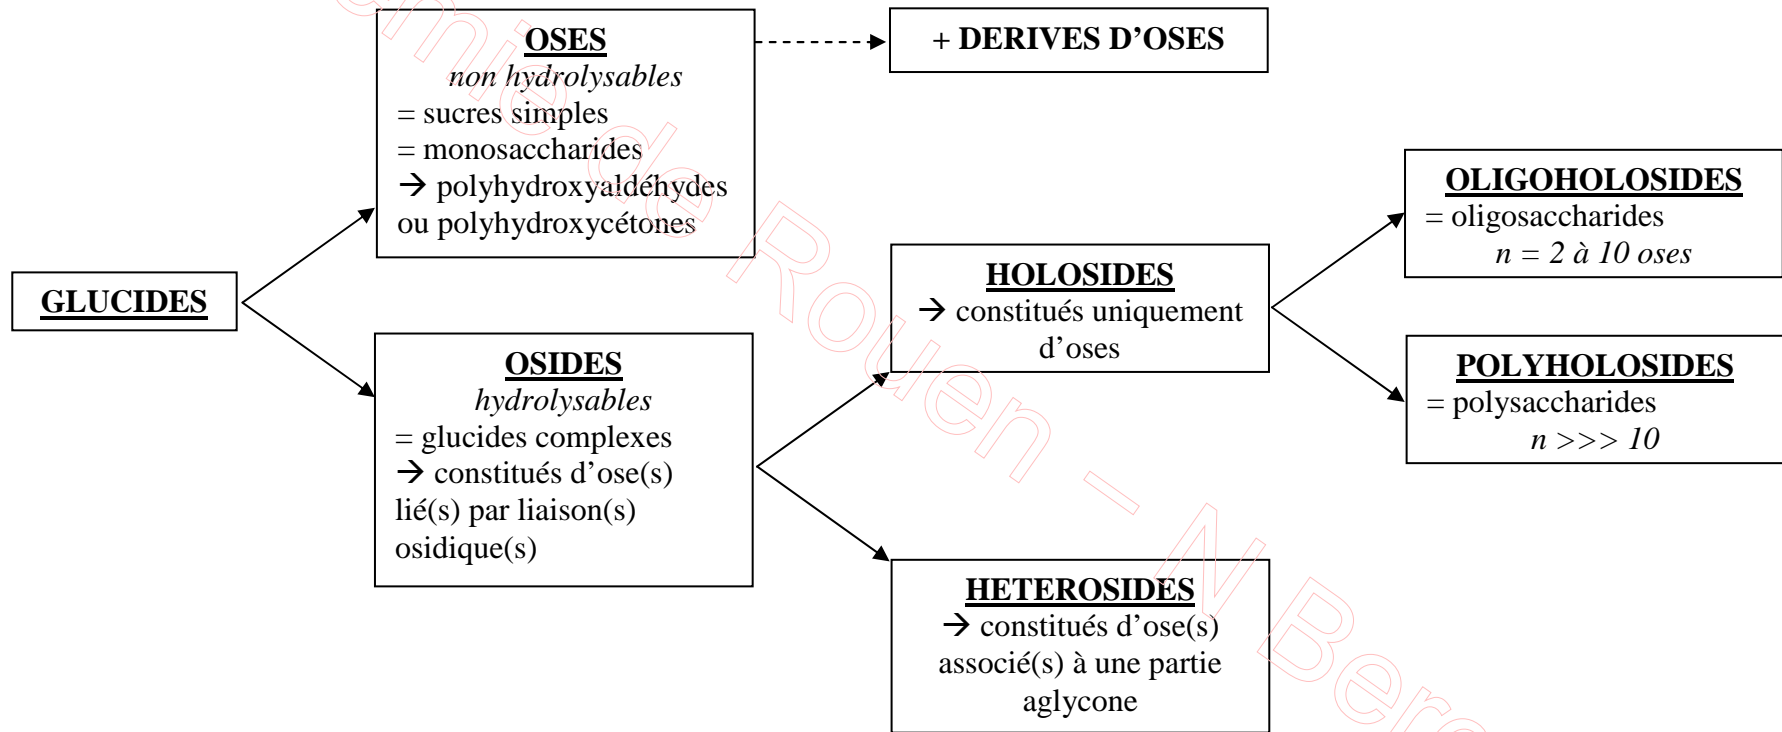 OSES
non hydrolysables
= sucres simples
= monosaccharides
→ polyhydroxyaldéhydes
ou polyhydroxycétones
+ DERIVES D’OSES
GLUCIDES
OSIDES
hydrolysables
= glucides complexes
→ constitués d’ose(s)
lié(s) par liaison(s)
osidique(s)
HOLOSIDES
→ constitués uniquement
d’oses
HETEROSIDES
→ constitués d’ose(s)
associé(s) à une partie
aglycone
OLIGOHOLOSIDES
= oligosaccharides
n = 2 à 10 oses
POLYHOLOSIDES
= polysaccharides
n >>> 10
de Rouen – N